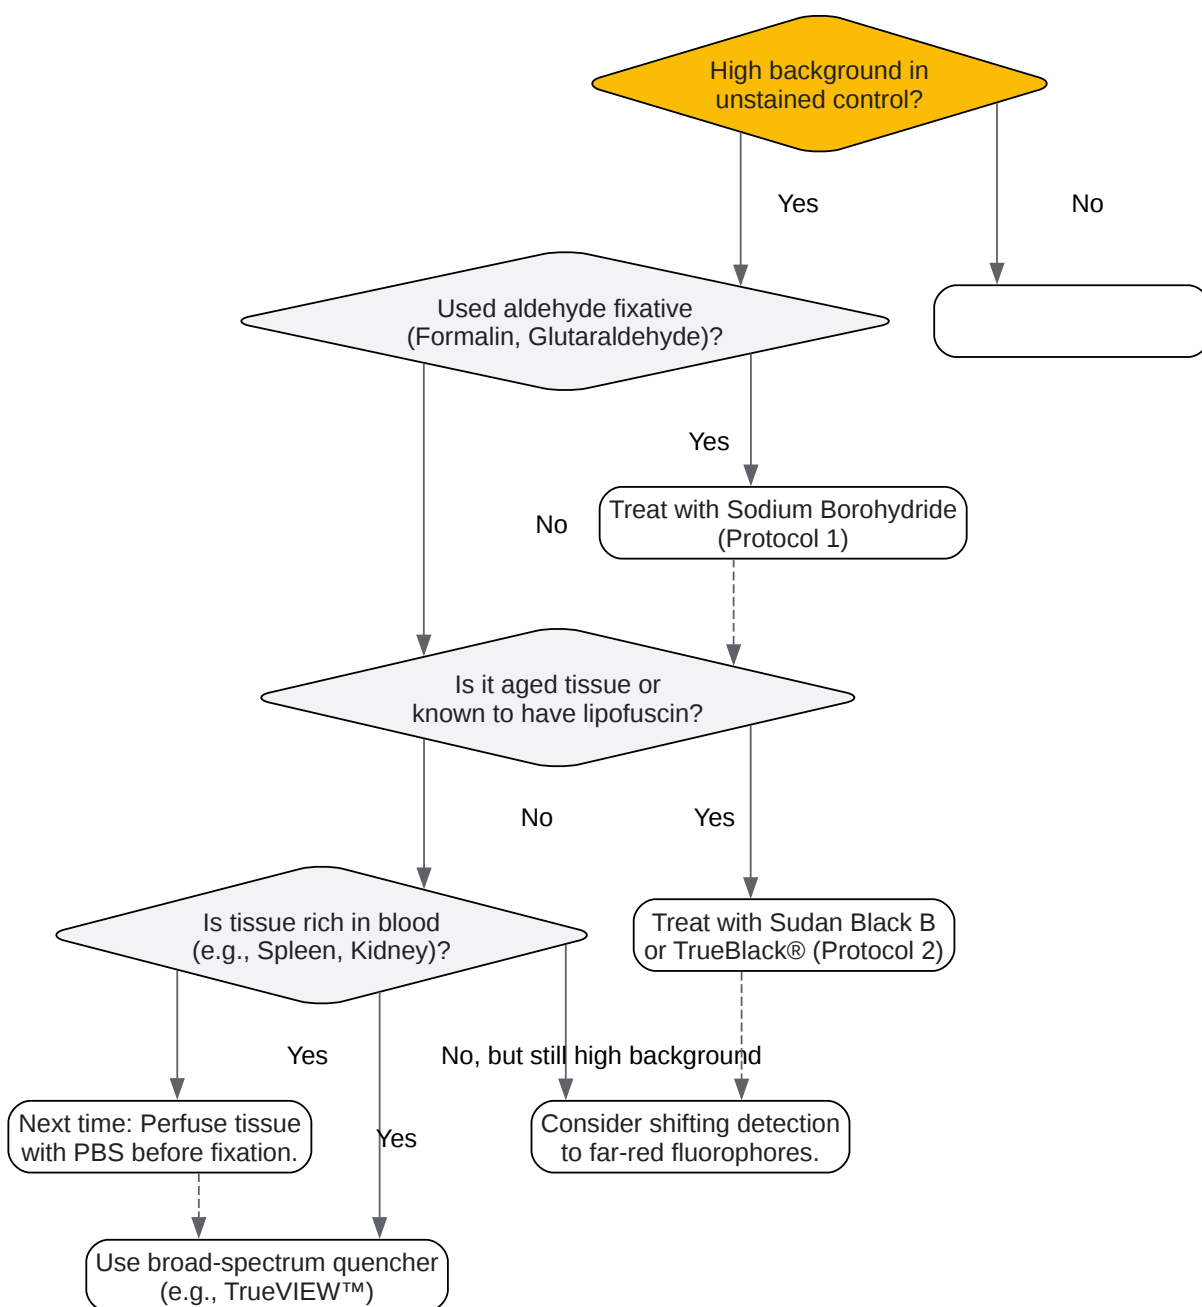 High background in
unstained control?
Yes
No
Used aldehyde fixative
(Formalin, Glutaraldehyde)?
Yes
No
Treat with Sodium Borohydride
(Protocol 1)
Is it aged tissue or
known to have lipofuscin?
No
Yes
Is tissue rich in blood
(e.g., Spleen, Kidney)?
Treat with Sudan Black B
or TrueBlack® (Protocol 2)
Yes
No, but still high background
Yes
Next time: Perfuse tissue
with PBS before fixation.
Consider shifting detection
to far-red fluorophores.
Use broad-spectrum quencher
(e.g., TrueVIEW™)